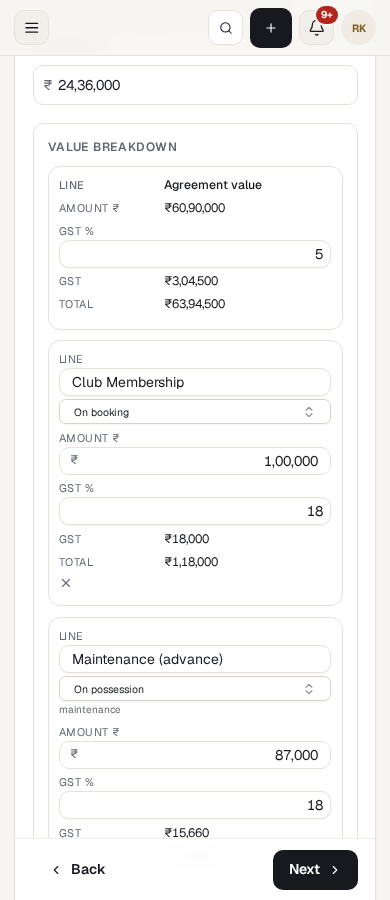 9+
RK
₹ 24,36,000
VALUE BREAKDOWN
LINE Agreement value
AMOUNT ₹ ₹60,90,000
GST %
5
GST ₹3,04,500
TOTAL ₹63,94,500
LINE
Club Membership
On booking
AMOUNT ₹
₹ 1,00,000
GST %
18
GST ₹18,000
TOTAL ₹1,18,000
LINE
Maintenance (advance)
On possession
maintenance
AMOUNT ₹
₹ 87,000
GST %
18
GST ₹15,660
Back Next